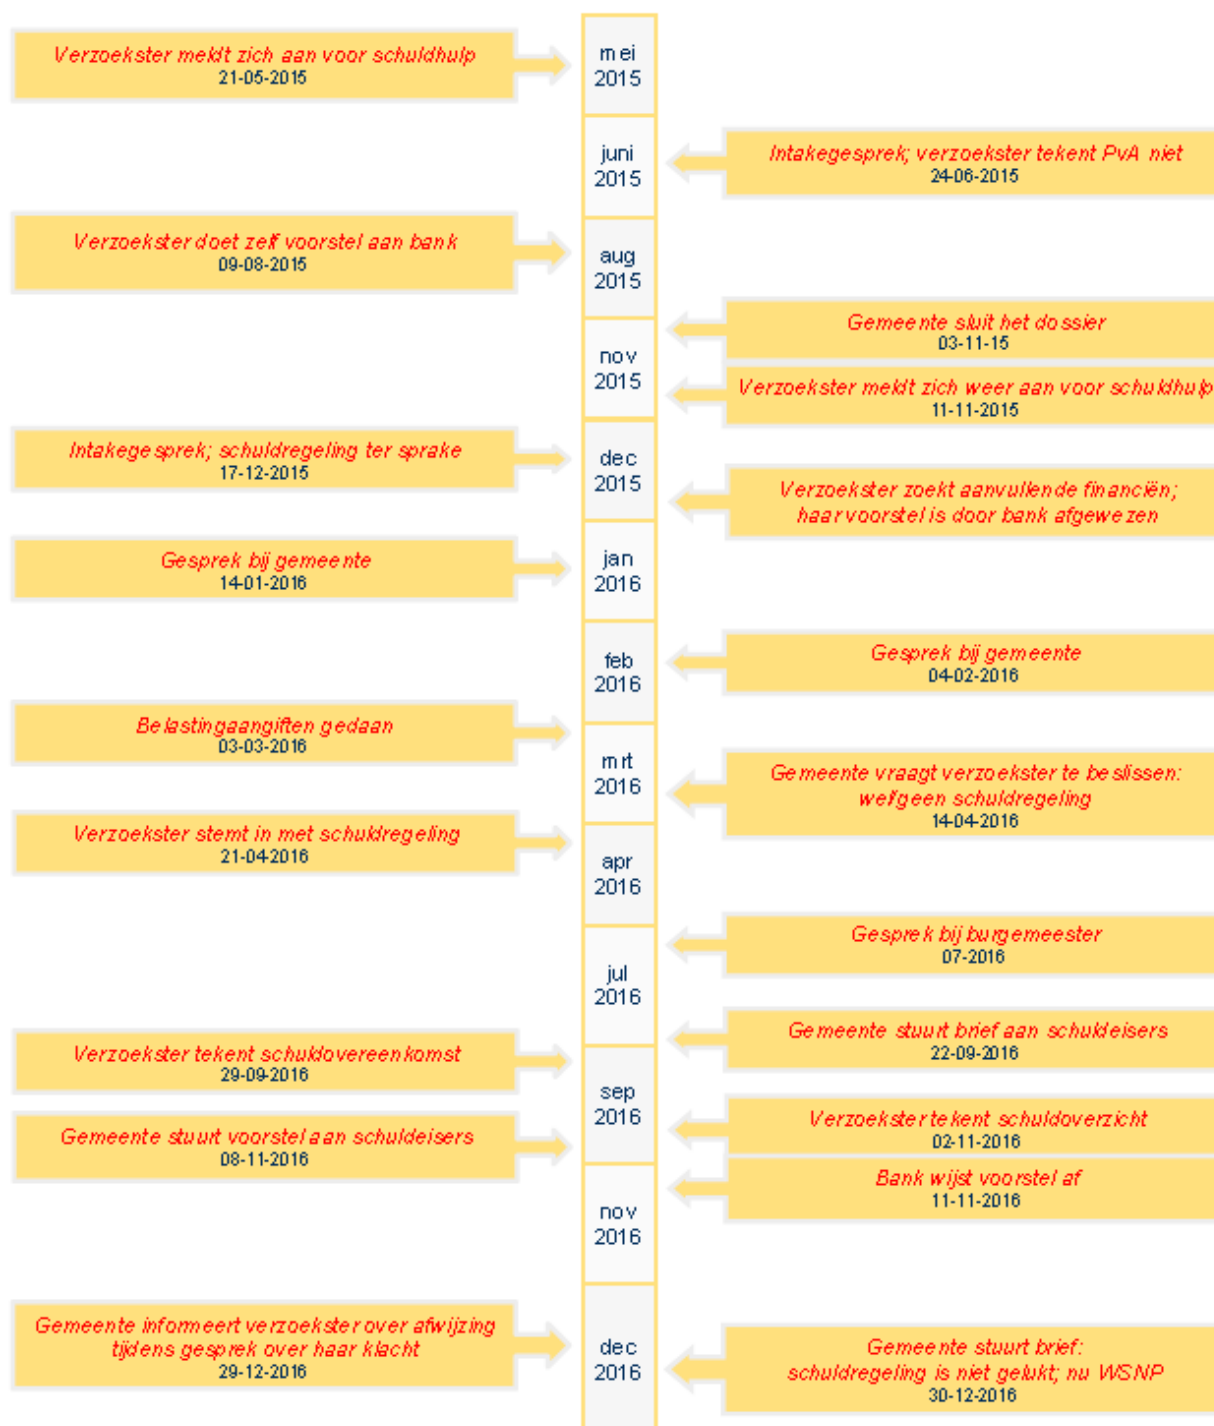 Verzoekster meldt zich aan voor schuldhulp
21-05-2015
mei
2015
juni
2015
Intakegesprek; verzoekster tekent PvA niet
24-06-2015
Verzoekster doet zelf voorstel aan bank
09-08-2015
aug
2015
Gemeente sluit het dossier
03-11-15
nov
2015
Verzoekster meldt zich weer aan voor schuldhulp
11-11-2015
Intakegesprek; schuldregeling ter sprake
17-12-2015
dec
2015
Verzoekster zoekt aanvullende financiën;
haar voorstel is door bank afgewezen
Gesprek bij gemeente
14-01-2016
jan
2016
feb
2016
Gesprek bij gemeente
04-02-2016
Belastingaangiften gedaan
03-03-2016
mrt
2016
Gemeente vraagt verzoekster te beslissen:
wel/geen schuldregeling
14-04-2016
Verzoekster stemt in met schuldregeling
21-04-2016
apr
2016
Gesprek bij burgemeester
07-2016
jul
2016
Gemeente stuurt brief aan schuldeisers
22-09-2016
Verzoekster tekent schuldovereenkomst
29-09-2016
sep
2016
Verzoekster tekent schuldoverzicht
02-11-2016
Gemeente stuurt voorstel aan schuldeisers
08-11-2016
Bank wijst voorstel af
11-11-2016
nov
2016
Gemeente informeert verzoekster over afwijzing
tijdens gesprek over haar klacht
29-12-2016
dec
2016
Gemeente stuurt brief:
schuldregeling is niet gelukt; nu WSNP
30-12-2016